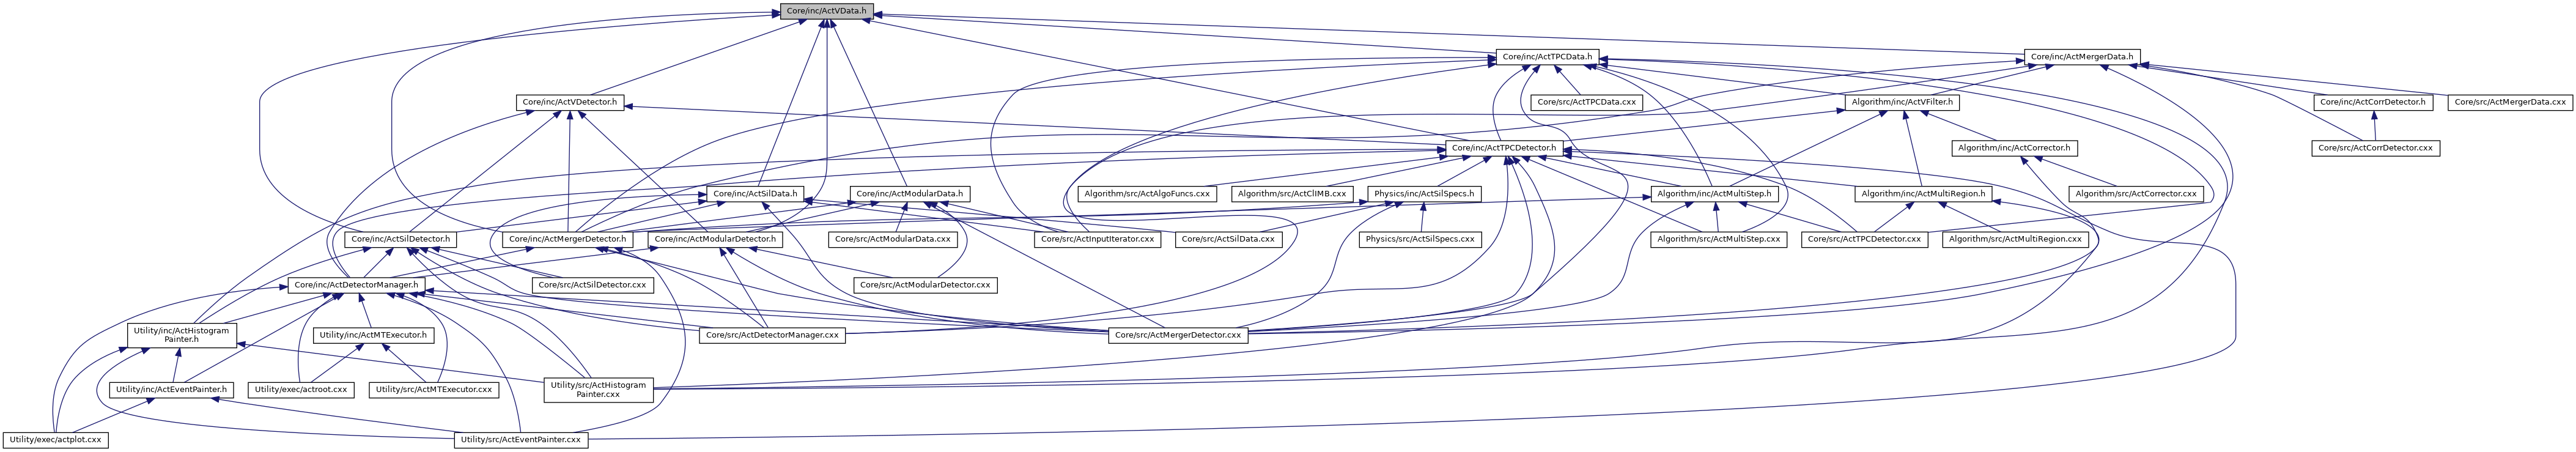 Core/inc/ActVData.h
Core/inc/ActTPCData.h
Core/inc/ActMergerData.h
Core/inc/ActVDetector.h
Core/src/ActTPCData.cxx
Algorithm/inc/ActVFilter.h
Core/inc/ActCorrDetector.h
Core/src/ActMergerData.cxx
Core/inc/ActTPCDetector.h
Algorithm/inc/ActCorrector.h
Core/src/ActCorrDetector.cxx
Core/inc/ActSilData.h
Core/inc/ActModularData.h
Algorithm/src/ActAlgoFuncs.cxx
Algorithm/src/ActClIMB.cxx
Physics/inc/ActSilSpecs.h
Algorithm/inc/ActMultiStep.h
Algorithm/inc/ActMultiRegion.h
Algorithm/src/ActCorrector.cxx
Core/inc/ActSilDetector.h
Core/inc/ActMergerDetector.h
Core/inc/ActModularDetector.h
Core/src/ActModularData.cxx
Core/src/ActInputIterator.cxx
Core/src/ActSilData.cxx
Physics/src/ActSilSpecs.cxx
Algorithm/src/ActMultiStep.cxx
Core/src/ActTPCDetector.cxx
Algorithm/src/ActMultiRegion.cxx
Core/inc/ActDetectorManager.h
Core/src/ActSilDetector.cxx
Core/src/ActModularDetector.cxx
Utility/inc/ActHistogram
Painter.h
Utility/inc/ActMTExecutor.h
Core/src/ActDetectorManager.cxx
Core/src/ActMergerDetector.cxx
Utility/inc/ActEventPainter.h
Utility/exec/actroot.cxx
Utility/src/ActMTExecutor.cxx
Utility/src/ActHistogram
Painter.cxx
Utility/exec/actplot.cxx
Utility/src/ActEventPainter.cxx